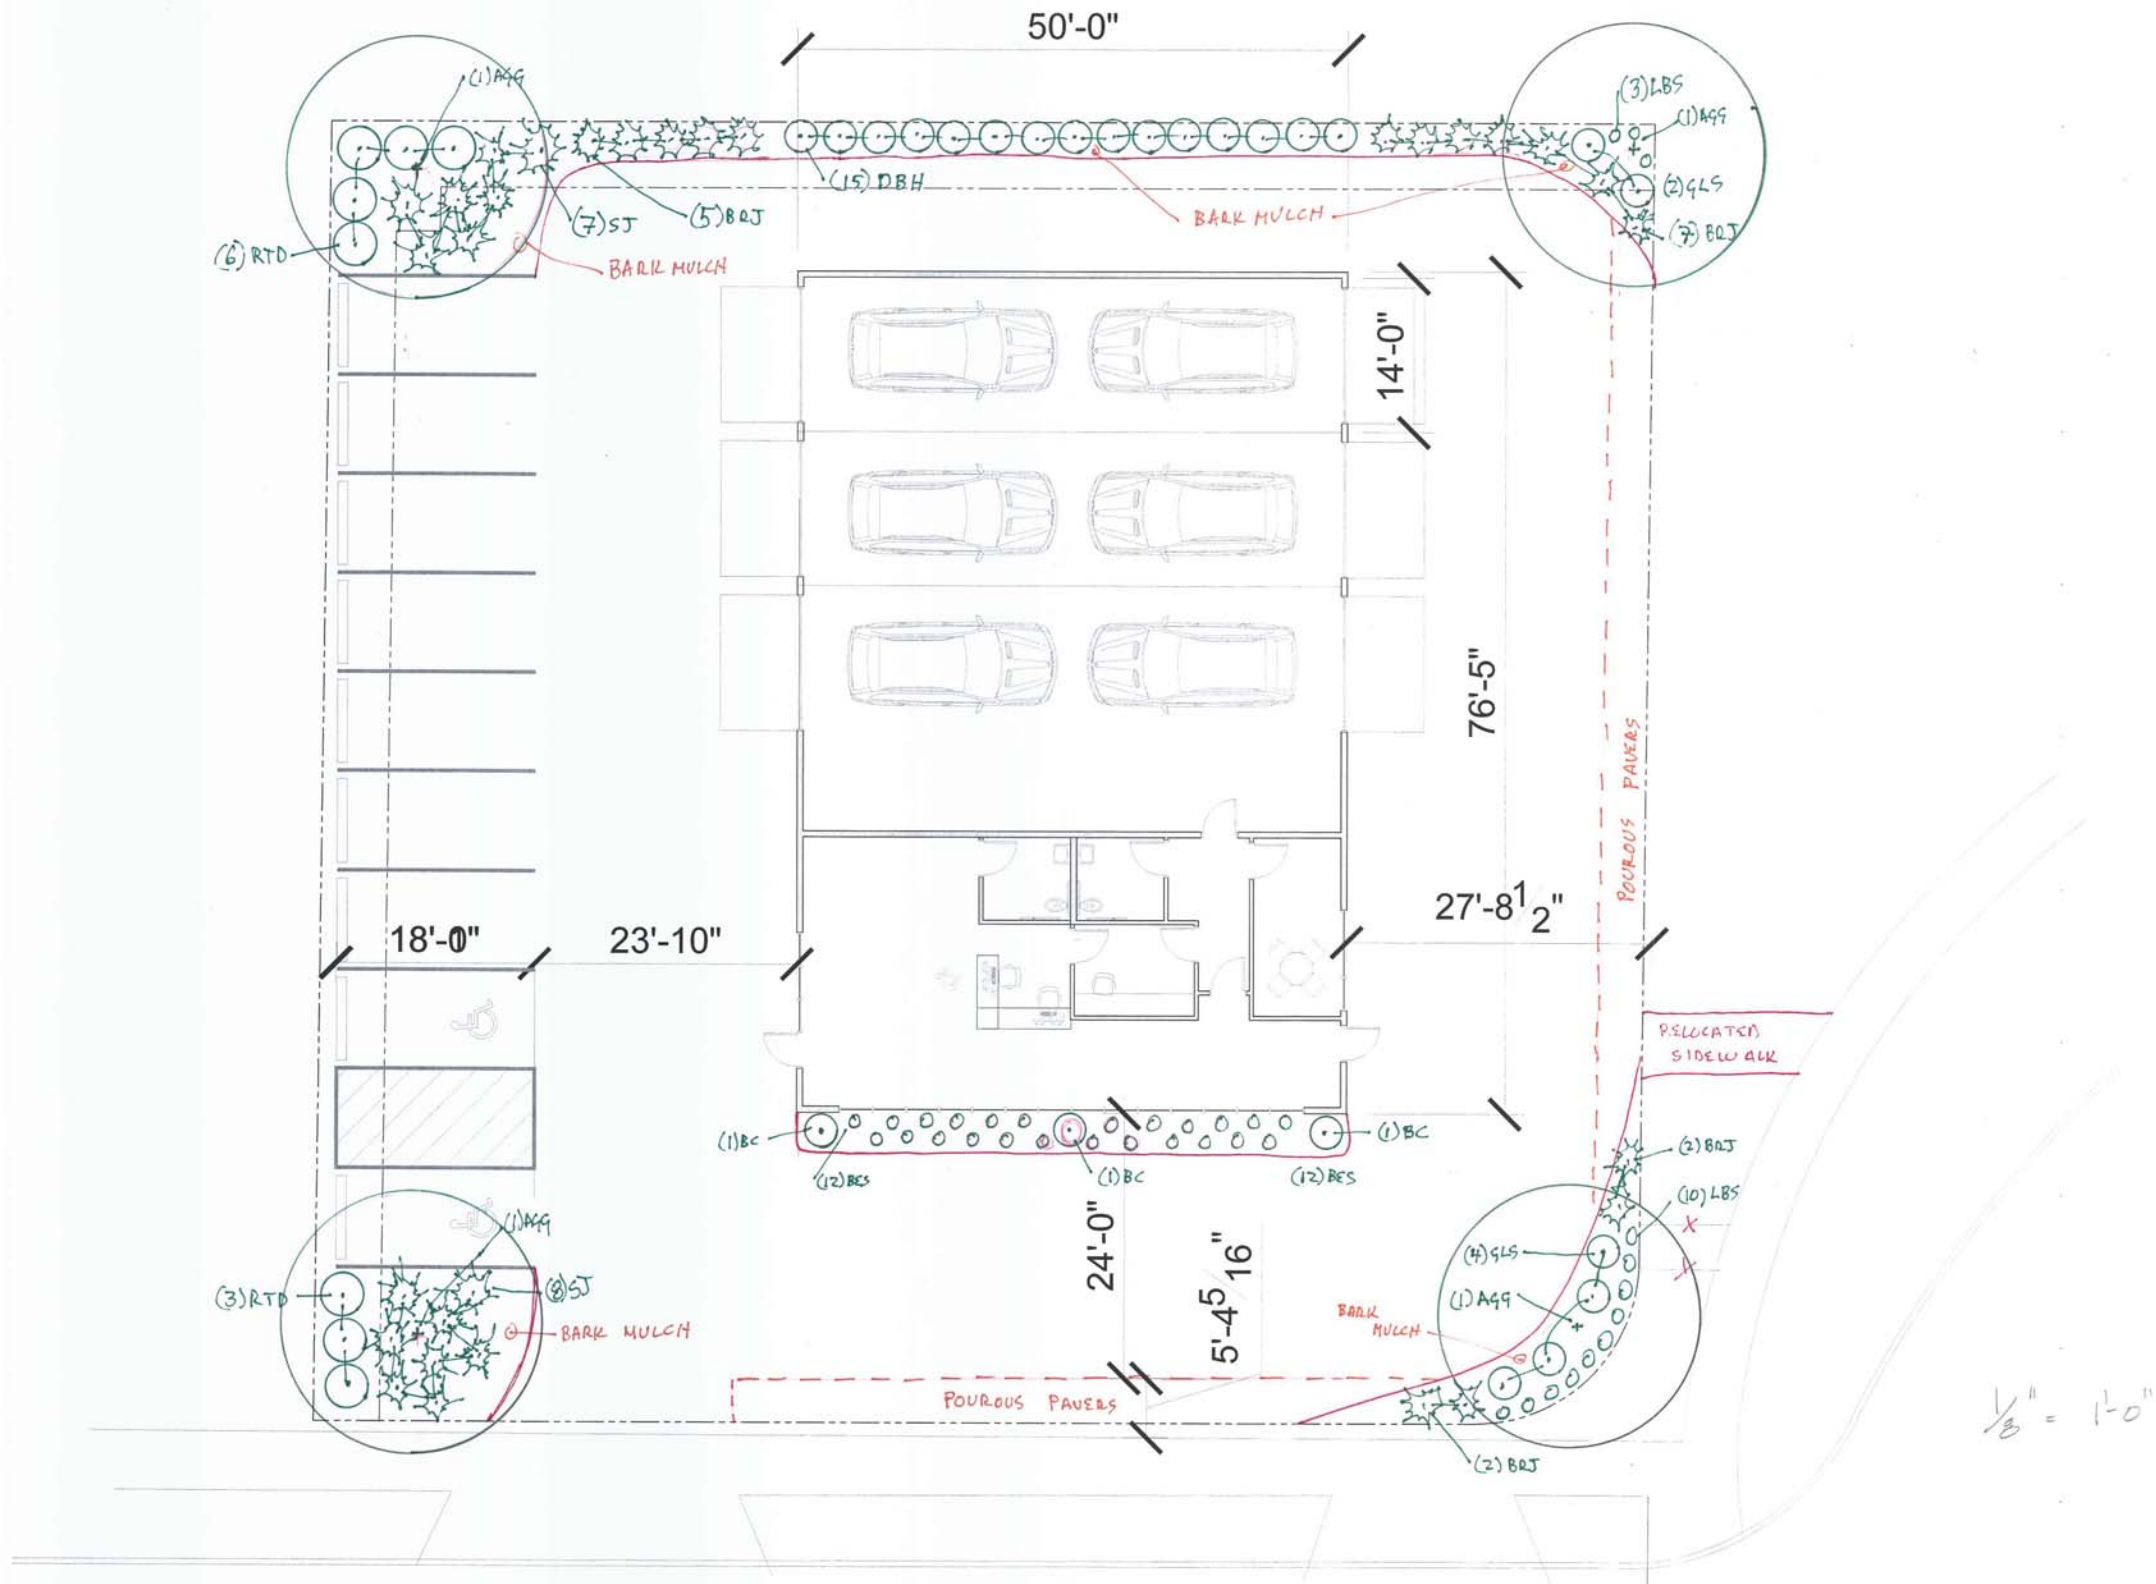 50'-0"
(1) AGG
(3) LBS
(1) AGG
(15) DBH
(2) GLS
(7) SJ
(5) BRJ
BARK MULCH
(7) BRJ
(6) RTD
BARK MULCH
14'-0"
76'-5"
POUROUS PAVERS
27'-8 1/2"
23'-10"
RELOCATED
SIDEWALK
(1) BC
(1) BC
(2) BRJ
(12) BES
(1) BC
(12) BES
(10) LBS
X
X
24'-0"
5'-4 5/16"
(1) AGG
(4) GLS
(3) RTD
(8) SJ
(1) AGG
BARK
MULCH
BARK MULCH
POUROUS PAVERS
(2) BRJ
1/8" = 1'-0"